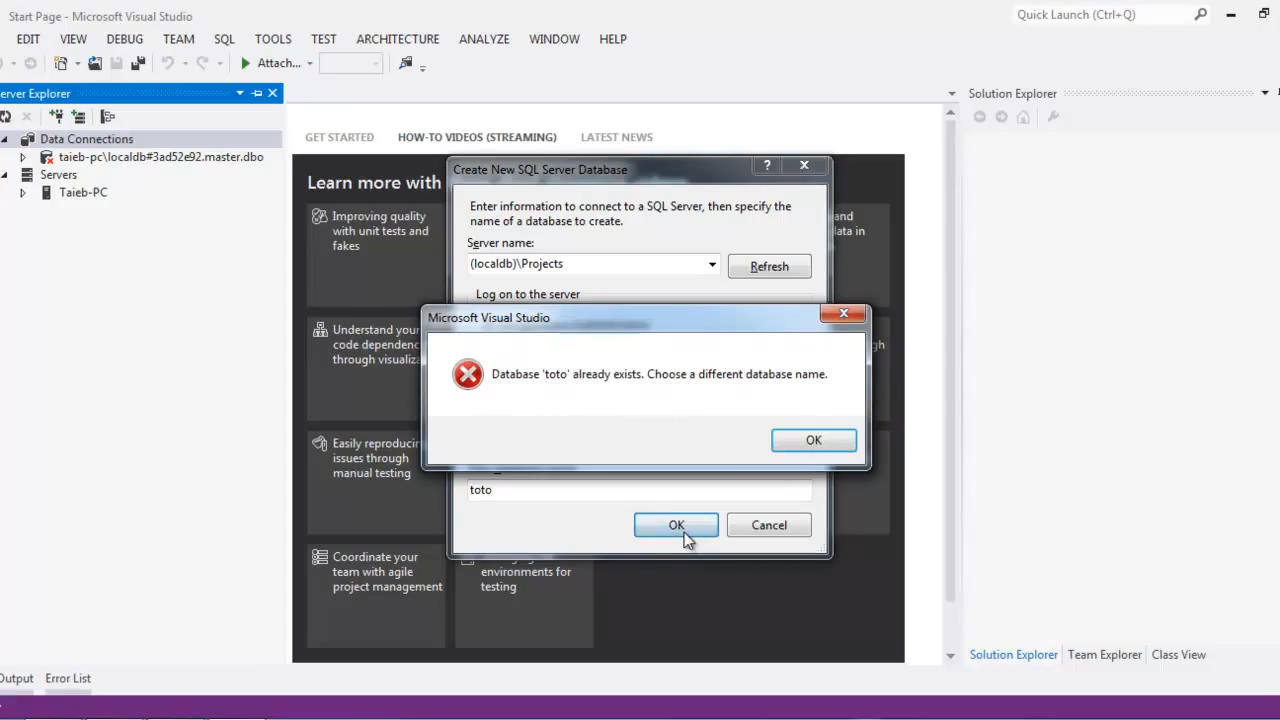 Start Page - Microsoft Visual Studio
Quick Launch (Ctrl+Q)
EDIT VIEW DEBUG TEAM SQL TOOLS TEST ARCHITECTURE ANALYZE WINDOW HELP
Attach...
erver Explorer
Data Connections
taieb-pc\localdb#3ad52e92.master.dbo
Servers
Taieb-PC
GET STARTED HOW-TO VIDEOS (STREAMING) LATEST NEWS
Learn more with
Improving quality
with unit tests and
fakes
Understand your
code dependenc
through visualiz
Easily reproducin
issues through
manual testing
Coordinate your
team with agile
project management
environments for
testing
and
data in
gh
Create New SQL Server Database
Enter information to connect to a SQL Server, then specify the
name of a database to create.
Server name:
(localdb)\Projects
Refresh
Log on to the server
Microsoft Visual Studio
Database 'toto' already exists. Choose a different database name.
OK
toto
OK Cancel
Solution Explorer
Solution Explorer Team Explorer Class View
Output Error List